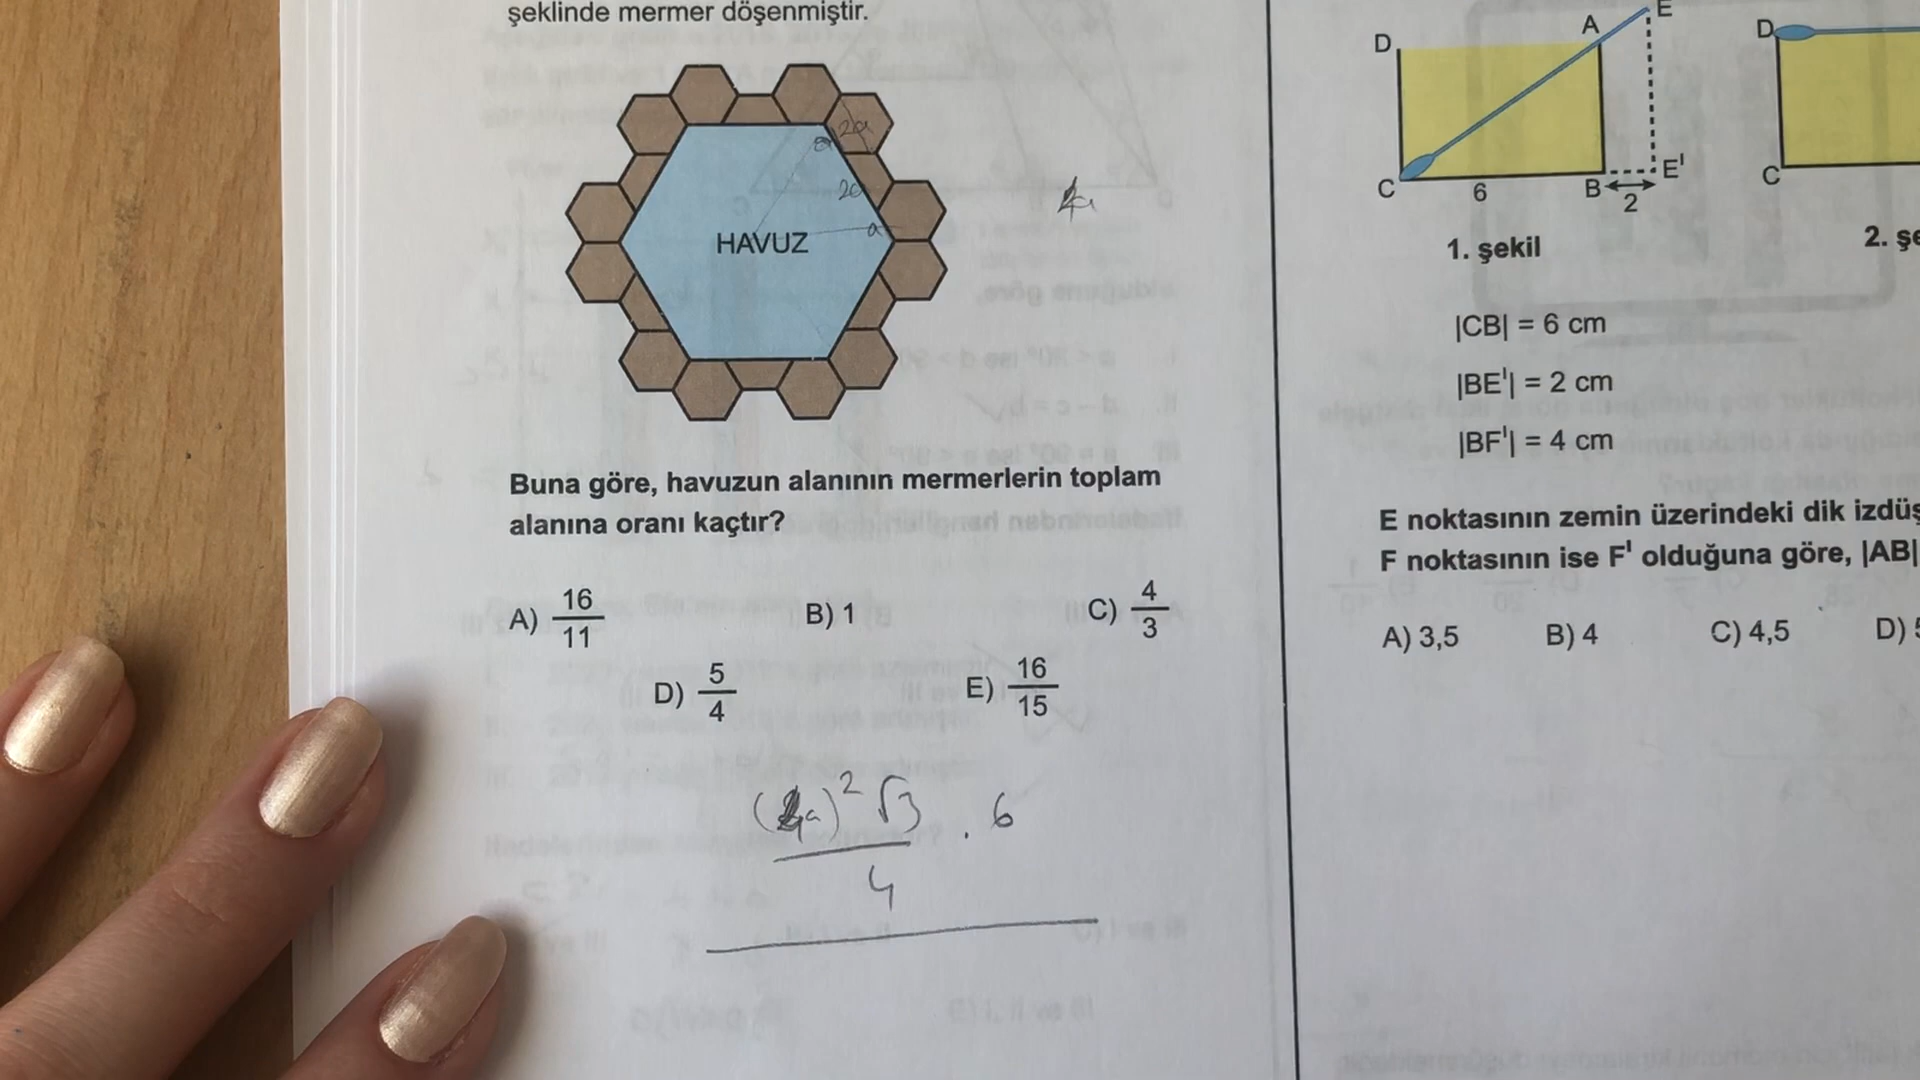 şeklinde mermer döşenmiştir.
2a
a
2a
a
HAVUZ
Buna göre, havuzun alanının mermerlerin toplam
alanına oranı kaçtır?
A) 16/11
B) 1
C) 4/3
D) 5/4
E) 16/15
(4a)² √3 . 6
4
D
A
E
C
6
B
2
E'
D
C
1. şekil
2. şe
|CB| = 6 cm
|BE'| = 2 cm
|BF'| = 4 cm
E noktasının zemin üzerindeki dik izdüş
F noktasının ise F' olduğuna göre, |AB|
A) 3,5
B) 4
C) 4,5
D) 5